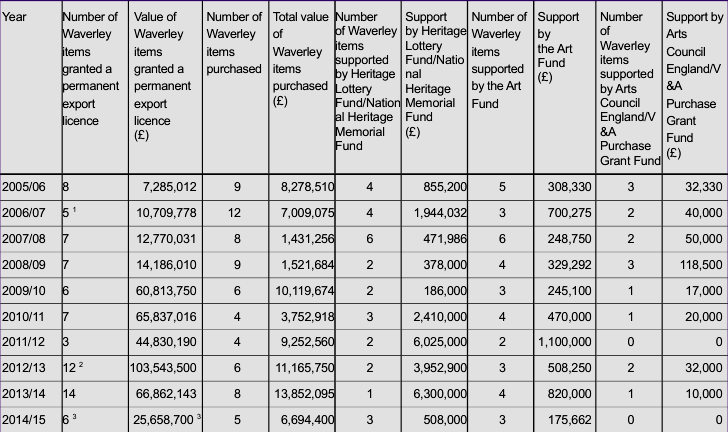 Year
Number of
Waverley
items
granted a
permanent
export
licence
Value of
Waverley
items
granted a
permanent
export
licence
(£)
Number of
Waverley
items
purchased
Total value
of
Waverley
items
purchased
(£)
Number
of Waverley
items
supported
by Heritage
Lottery
Fund/Nation
al Heritage
Memorial
Fund
Support
by Heritage
Lottery
Fund/Natio
nal
Heritage
Memorial
Fund
(£)
Number of
Waverley
items
supported
by the Art
Fund
Support
by
the Art
Fund
(£)
Number
of
Waverley
items
supported
by Arts
Council
England/V
&A
Purchase
Grant Fund
Support by
Arts
Council
England/V
&A
Purchase
Grant
Fund
(£)
2005/06 8 7,285,012 9 8,278,510 4 855,200 5 308,330 3 32,330
2006/07 5 1 10,709,778 12 7,009,075 4 1,944,032 3 700,275 2 40,000
2007/08 7 12,770,031 8 1,431,256 6 471,986 6 248,750 2 50,000
2008/09 7 14,186,010 9 1,521,684 2 378,000 4 329,292 3 118,500
2009/10 6 60,813,750 6 10,119,674 2 186,000 3 245,100 1 17,000
2010/11 7 65,837,016 4 3,752,918 3 2,410,000 4 470,000 1 20,000
2011/12 3 44,830,190 4 9,252,560 2 6,025,000 2 1,100,000 0 0
2012/13 12 2 103,543,500 6 11,165,750 2 3,952,900 3 508,250 2 32,000
2013/14 14 66,862,143 8 13,852,095 1 6,300,000 4 820,000 1 10,000
2014/15 6 3 25,658,700 3 5 6,694,400 3 508,000 3 175,662 0 0